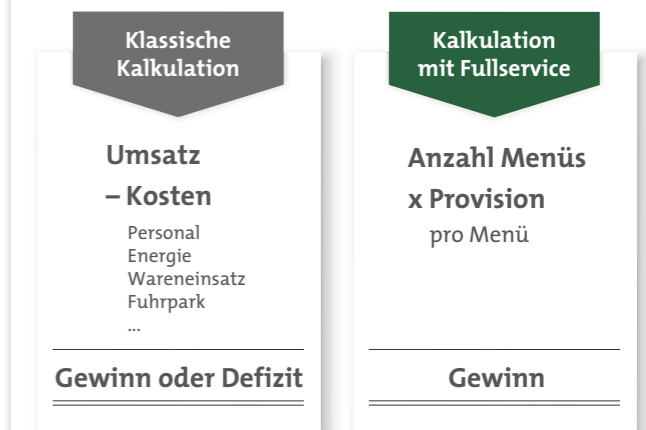 Klassische
Kalkulation
Umsatz
– Kosten
Personal
Energie
Wareneinsatz
Fuhrpark
...
Gewinn oder Defizit
Kalkulation
mit Fullservice
Anzahl Menüs
x Provision
pro Menü
Gewinn